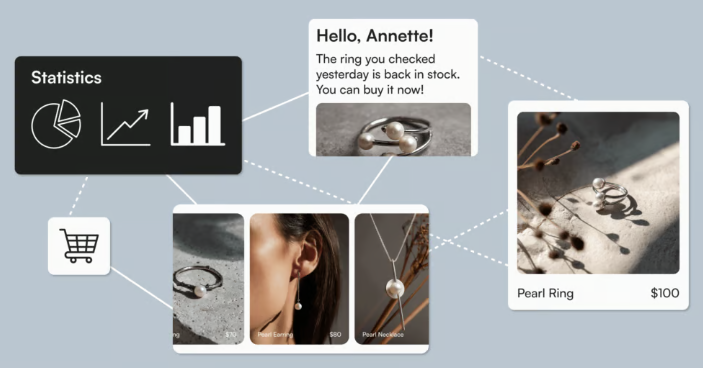 Statistics
Hello, Annette!
The ring you checked
yesterday is back in stock.
You can buy it now!
Pearl Ring $100
Pearl Earring $80
Pearl Necklace